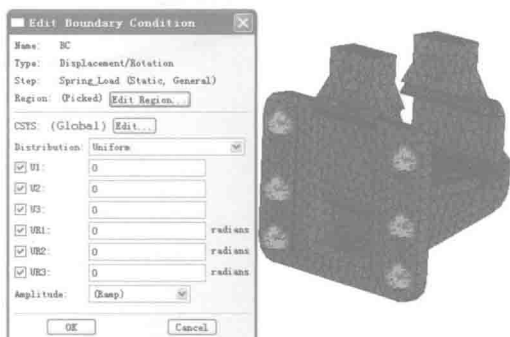 Edit Boundary Condition
Name: BC
Type: Displacement/Rotation
Step: Spring_Load (Static, General)
Region: (Picked) Edit Region...
CSYS: (Global) Edit...
Distribution: Uniform
U1: 0
U2: 0
U3: 0
UR1: 0 radians
UR2: 0 radians
UR3: 0 radians
Amplitude: (Ramp)
OK Cancel